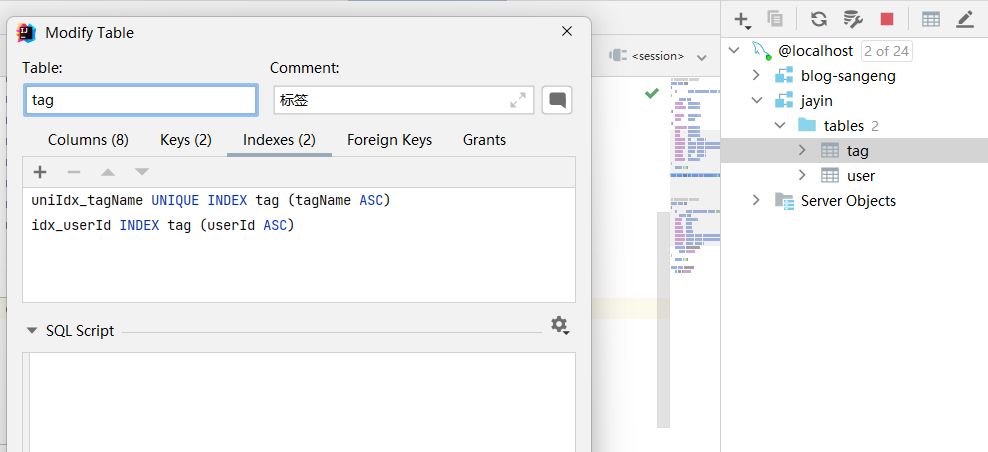 Modify Table
Table:
Comment:
tag
标签
Columns (8)
Keys (2)
Indexes (2)
Foreign Keys
Grants
uniIdx_tagName UNIQUE INDEX tag (tagName ASC)
idx_userId INDEX tag (userId ASC)
SQL Script
<session>
@localhost 2 of 24
blog-sangeng
jayin
tables 2
tag
user
Server Objects